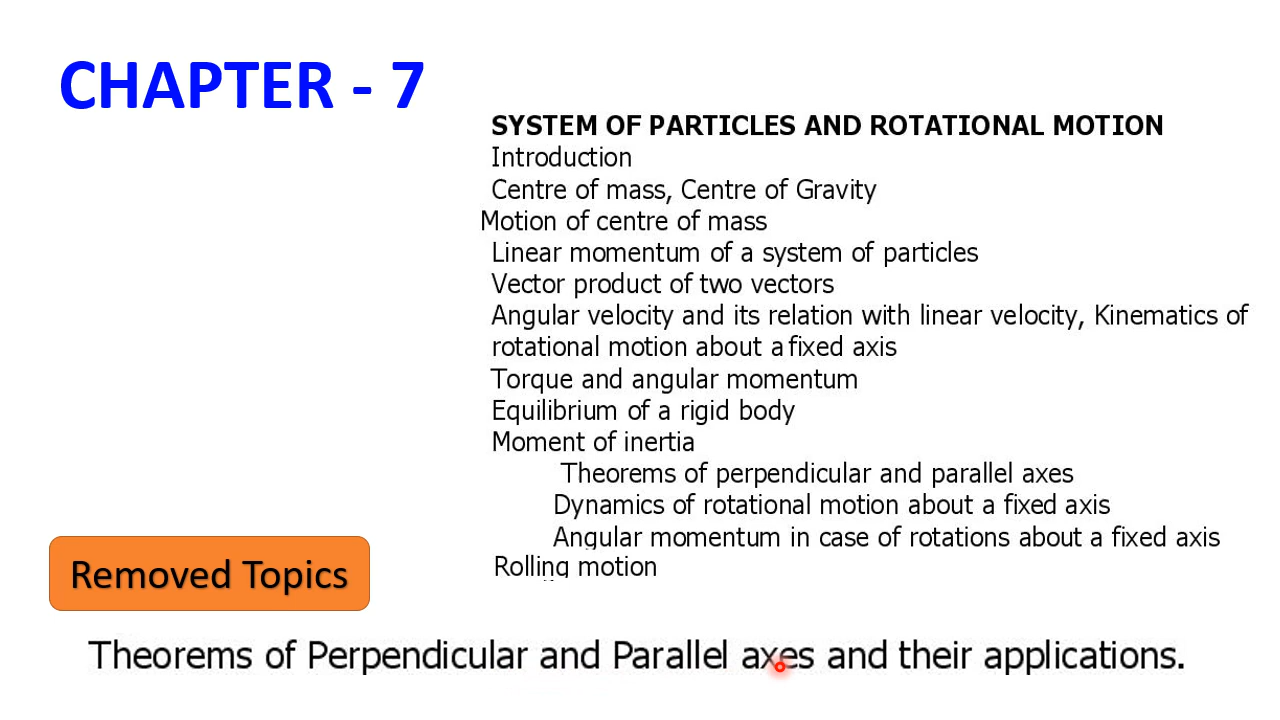 CHAPTER - 7
SYSTEM OF PARTICLES AND ROTATIONAL MOTION
Introduction
Centre of mass, Centre of Gravity
Motion of centre of mass
Linear momentum of a system of particles
Vector product of two vectors
Angular velocity and its relation with linear velocity, Kinematics of
rotational motion about a fixed axis
Torque and angular momentum
Equilibrium of a rigid body
Moment of inertia
Theorems of perpendicular and parallel axes
Dynamics of rotational motion about a fixed axis
Angular momentum in case of rotations about a fixed axis
Rolling motion
Removed Topics
Theorems of Perpendicular and Parallel axes and their applications.